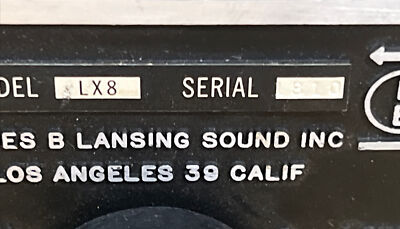 DEL LX8 SERIAL
ES B LANSING SOUND INC
LOS ANGELES 39 CALIF